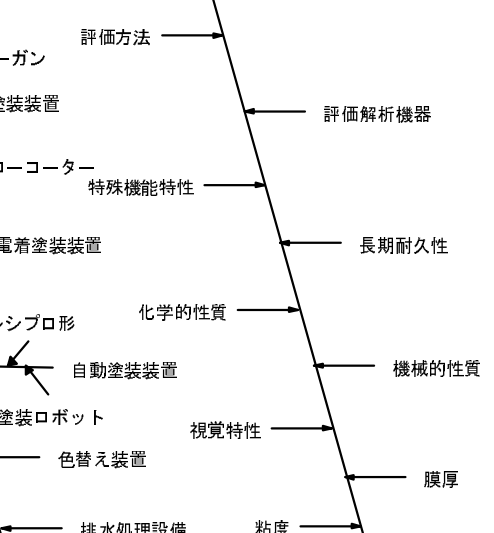 評価方法
ーガン
塗装装置
評価解析機器
ローコーター
特殊機能特性
電着塗装装置
長期耐久性
化学的性質
シプロ形
機械的性質
自動塗装装置
塗装ロボット
視覚特性
色替え装置
膜厚
排水処理設備
粘度